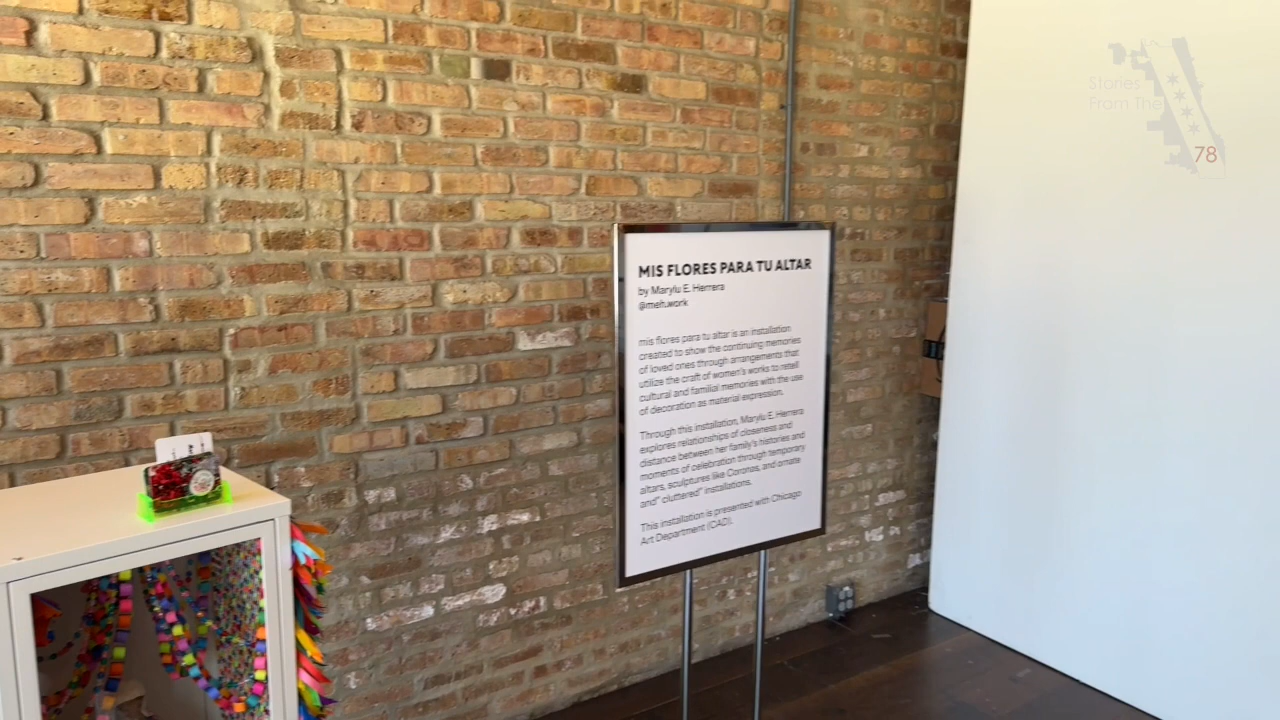 Stories
From The
78
MIS FLORES PARA TU ALTAR
by Marylu E. Herrera
@meh.work
mis flores para tu altar is an installation
created to show the continuing memories
of loved ones through arrangements that
utilize the craft of women's works to retell
cultural and familial memories with the use
of decoration as material expression.
Through this installation, Marylu E. Herrera
explores relationships of closeness and
distance between her family's histories and
moments of celebration through temporary
altars, sculptures like Coronas, and ornate
and" cluttered" installations.
This installation is presented with Chicago
Art Department (CAD).